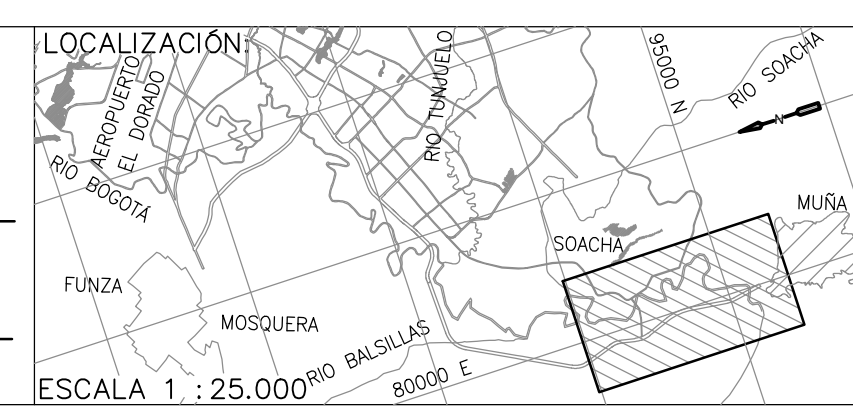 LOCALIZACIÓN:
AEROPUERTO
EL DORADO
RIO TUNJUELO
95000 N
RIO SOACHA
N
RIO BOGOTÁ
MUÑA
SOACHA
FUNZA
MOSQUERA
RIO BALSILLAS
80000 E
ESCALA 1 : 25.000